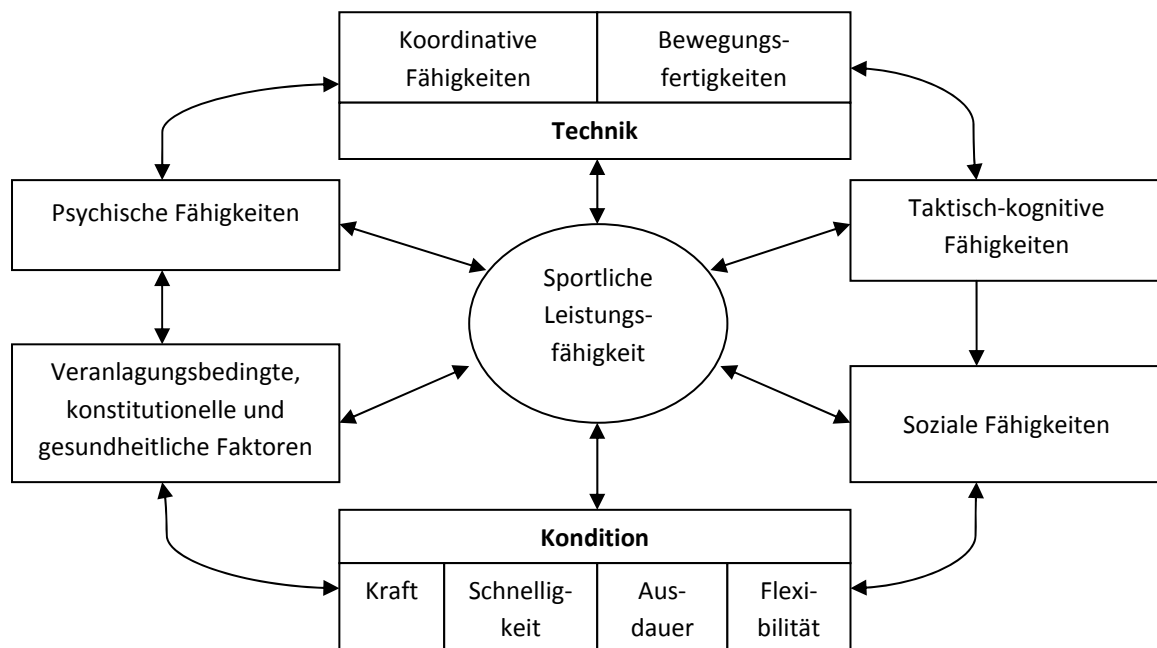 Koordinative
Fähigkeiten
Bewegungs-
fertigkeiten
Technik
Psychische Fähigkeiten
Taktisch-kognitive
Fähigkeiten
Sportliche
Leistungs-
fähigkeit
Veranlagungsbedingte,
konstitutionelle und
gesundheitliche Faktoren
Soziale Fähigkeiten
Kondition
Kraft
Schnellig-
keit
Aus-
dauer
Flexi-
bilität